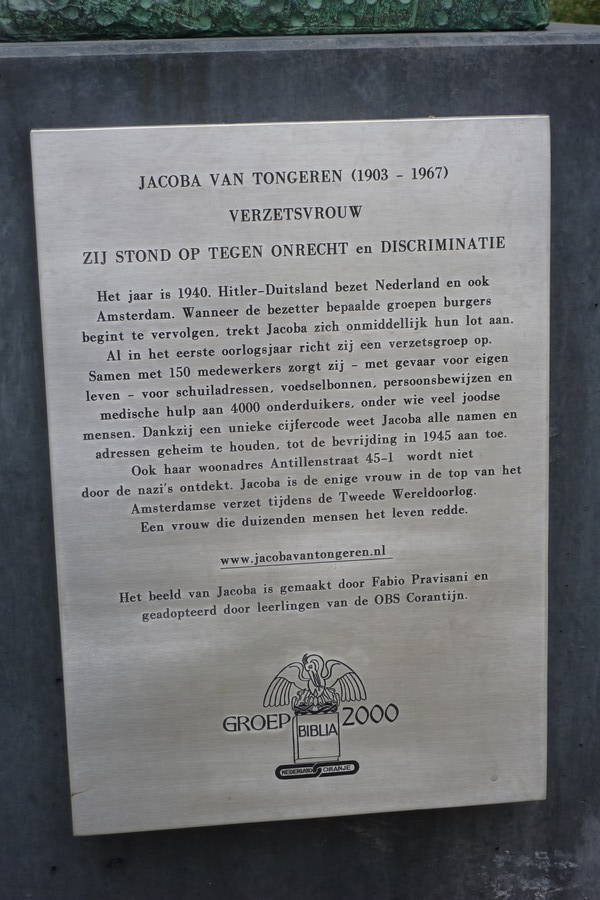 JACOBA VAN TONGEREN (1903 - 1967)
VERZETSVROUW
ZIJ STOND OP TEGEN ONRECHT en DISCRIMINATIE
Het jaar is 1940. Hitler-Duitsland bezet Nederland en ook
Amsterdam. Wanneer de bezetter bepaalde groepen burgers
begint te vervolgen, trekt Jacoba zich onmiddellijk hun lot aan.
Al in het eerste oorlogsjaar richt zij een verzetsgroep op.
Samen met 150 medewerkers zorgt zij - met gevaar voor eigen
leven - voor schuiladressen, voedselbonnen, persoonsbewijzen en
medische hulp aan 4000 onderduikers, onder wie veel joodse
mensen. Dankzij een unieke cijfercode weet Jacoba alle namen en
adressen geheim te houden, tot de bevrijding in 1945 aan toe.
Ook haar woonadres Antillenstraat 45-1 wordt niet
door de nazi's ontdekt. Jacoba is de enige vrouw in de top van het
Amsterdamse verzet tijdens de Tweede Wereldoorlog.
Een vrouw die duizenden mensen het leven redde.
www.jacobavantongeren.nl
Het beeld van Jacoba is gemaakt door Fabio Pravisani en
geadopteerd door leerlingen van de OBS Corantijn.
GROEP 2000
BIBLIA
NEDERLAND ORANJE